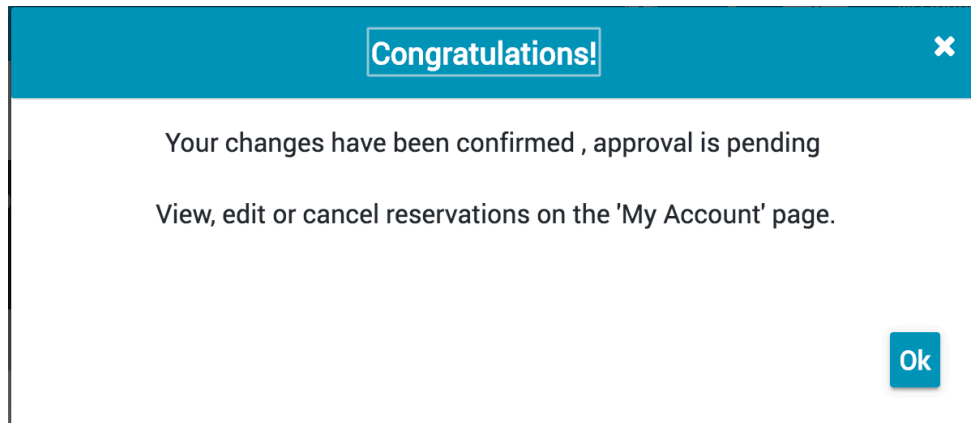 Congratulations!
Your changes have been confirmed , approval is pending
View, edit or cancel reservations on the 'My Account' page.
Ok